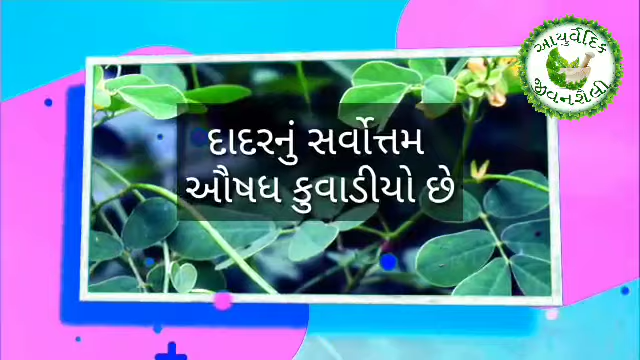 આયુર્વેદિક
જીવનશૈલી
દાદરનું સર્વોત્તમ
ઔષધ કુવાડીયો છે